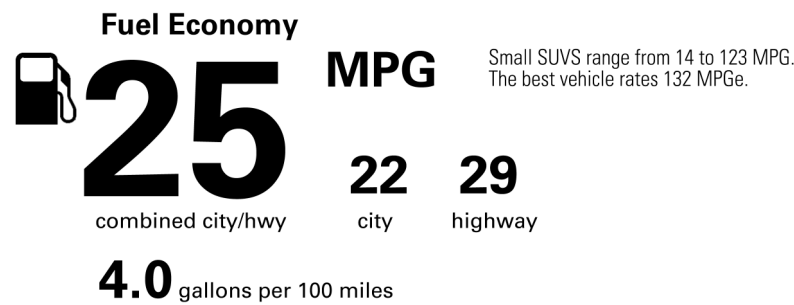 Fuel Economy
25
MPG
Small SUVS range from 14 to 123 MPG.
The best vehicle rates 132 MPGe.
22
29
combined city/hwy
city
highway
4.0 gallons per 100 miles